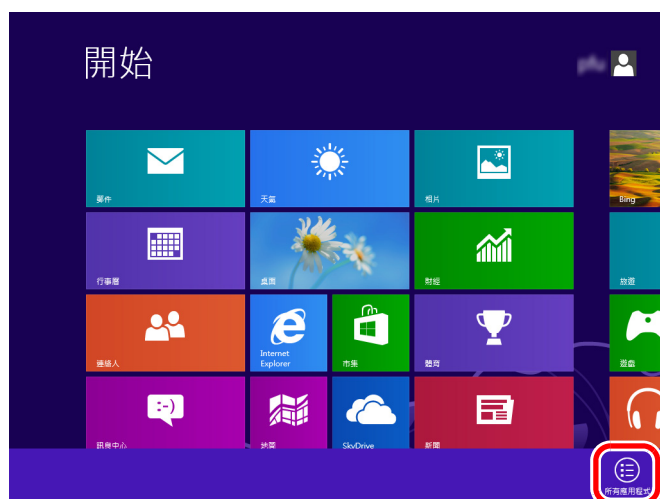 開始
郵件
天氣
相片
Bing
行事曆
桌面
財經
旅遊
連絡人
Internet
Explorer
市集
體育
遊戲
訊息中心
地圖
SkyDrive
新聞
所有應用程式